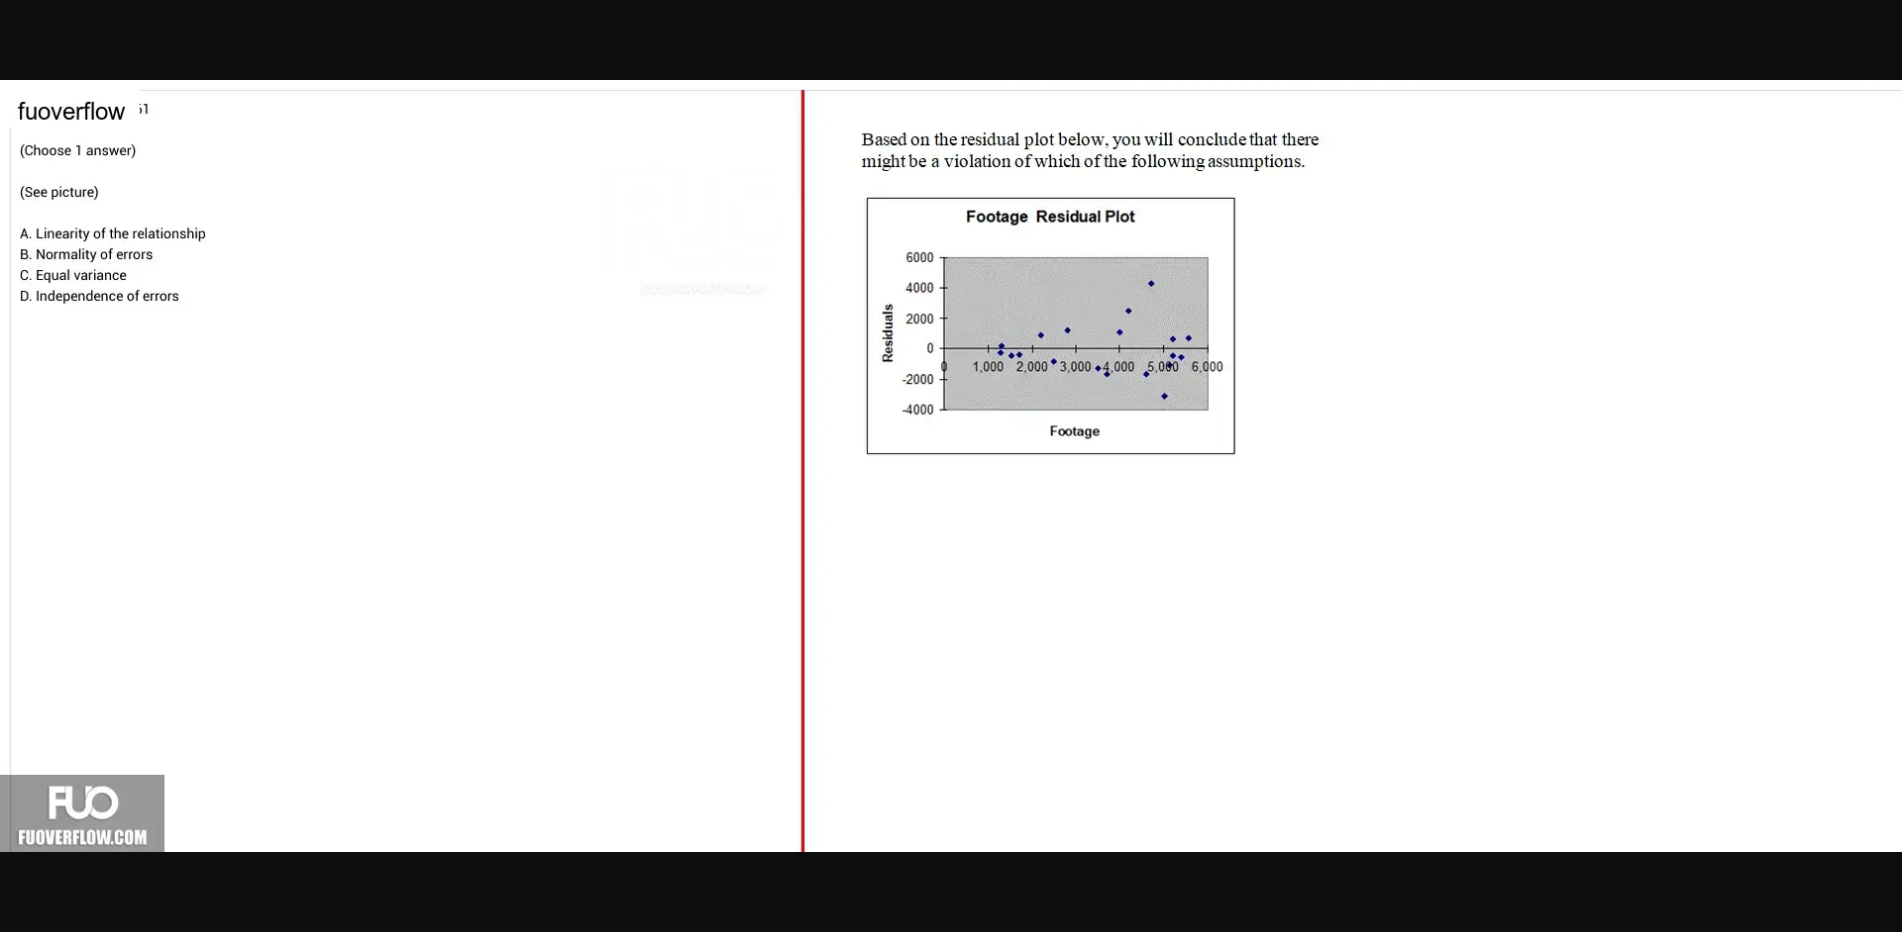 fuoverflow 51
(Choose 1 answer)
(See picture)
A. Linearity of the relationship
B. Normality of errors
C. Equal variance
D. Independence of errors
FUO
FUOVERFLOW.COM
Based on the residual plot below, you will conclude that there
might be a violation of which of the following assumptions.
Footage Residual Plot
6000
4000
2000
0
-2000
-4000
Residuals
0 1,000 2,000 3,000 4,000 5,000 6,000
Footage